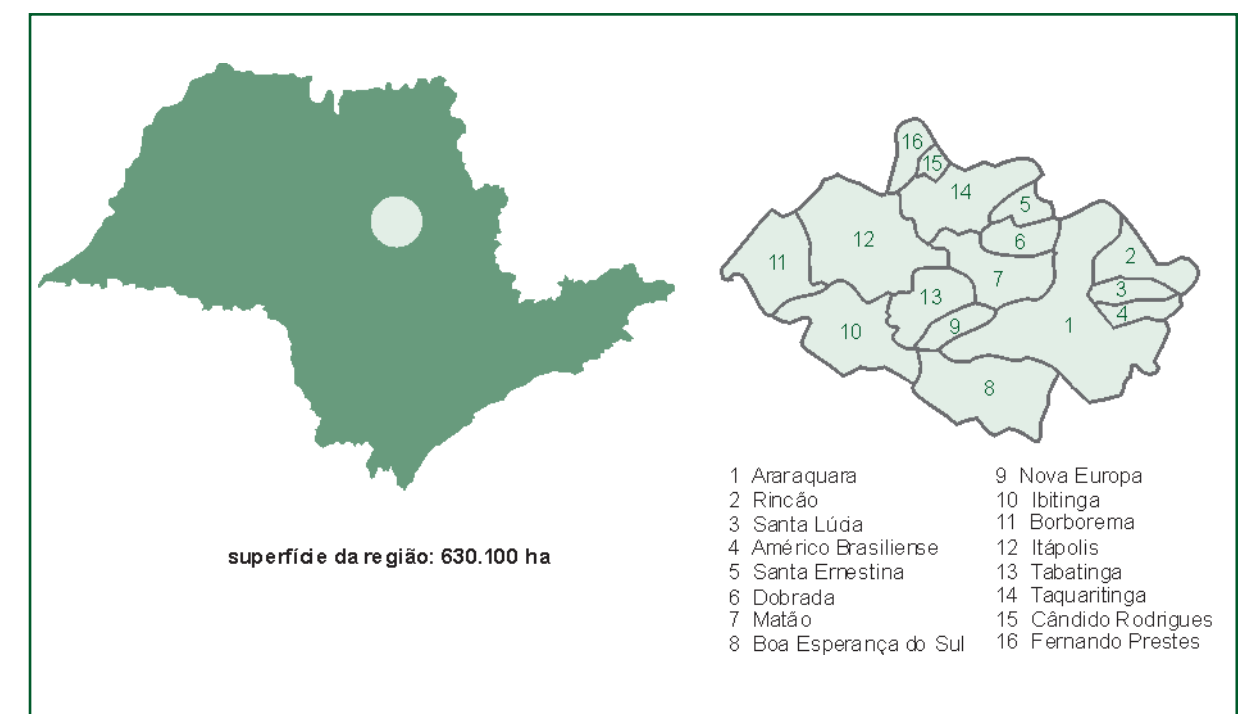 16
15
14
5
12
6
2
11
7
3
13
4
9
1
10
8
1 Araraquara
2 Rincão
3 Santa Lúcia
4 Américo Brasiliense
5 Santa Ernestina
6 Dobrada
7 Matão
8 Boa Esperança do Sul
9 Nova Europa
10 Ibitinga
11 Borborema
12 Itápolis
13 Tabatinga
14 Taquaritinga
15 Cândido Rodrigues
16 Fernando Prestes
superfície da região: 630.100 ha